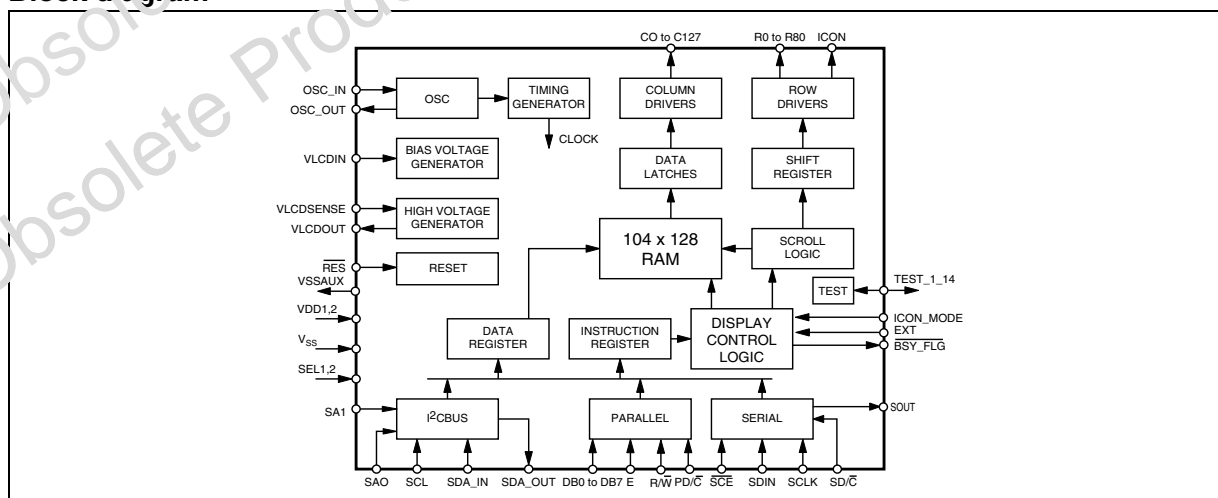 Block diagram
Obsolete Product
Obsolete Product
CO to C127
R0 to R80
ICON
OSC_IN
OSC_OUT
OSC
TIMING
GENERATOR
CLOCK
COLUMN
DRIVERS
ROW
DRIVERS
VLCDIN
BIAS VOLTAGE
GENERATOR
DATA
LATCHES
SHIFT
REGISTER
VLCDSENSE
VLCDOUT
HIGH VOLTAGE
GENERATOR
104 x 128
RAM
SCROLL
LOGIC
RES
RESET
VSSAUX
TEST
TEST_1_14
VDD1,2
VSS
SEL1,2
DATA
REGISTER
INSTRUCTION
REGISTER
DISPLAY
CONTROL
LOGIC
ICON_MODE
EXT
BSY_FLG
SA1
I2CBUS
PARALLEL
SERIAL
SOUT
SAO
SCL
SDA_IN
SDA_OUT
DB0 to DB7
E
R/W
PD/C
SCE
SDIN
SCLK
SD/C